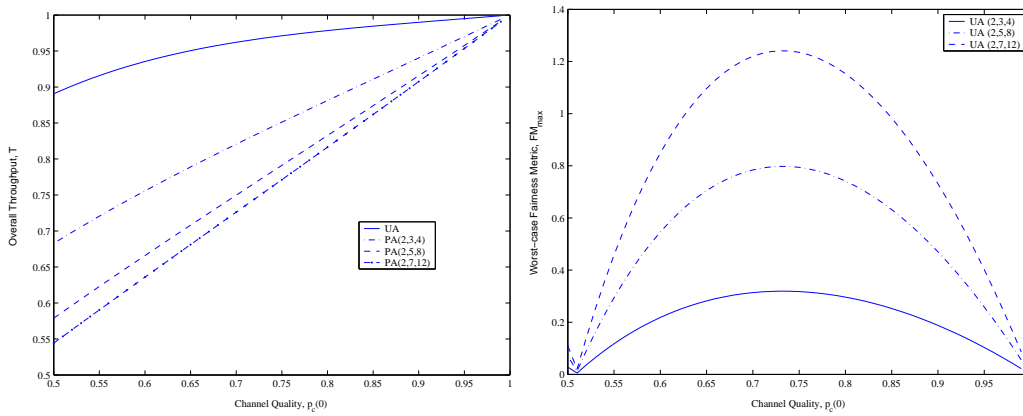 1
0.95
0.9
0.85
0.8
0.75
0.7
0.65
0.6
0.55
0.5
Overall Throughput, T
UA
PA(2,3,4)
PA(2,5,8)
PA(2,7,12)
0.5 0.55 0.6 0.65 0.7 0.75 0.8 0.85 0.9 0.95 1
Channel Quality, p_c(0)
1.4
1.2
1
0.8
0.6
0.4
0.2
0
Worst-case Fairness Metric, FM_max
UA (2,3,4)
UA (2,5,8)
UA (2,7,12)
0.5 0.55 0.6 0.65 0.7 0.75 0.8 0.85 0.9 0.95
Channel Quality, p_c(0)